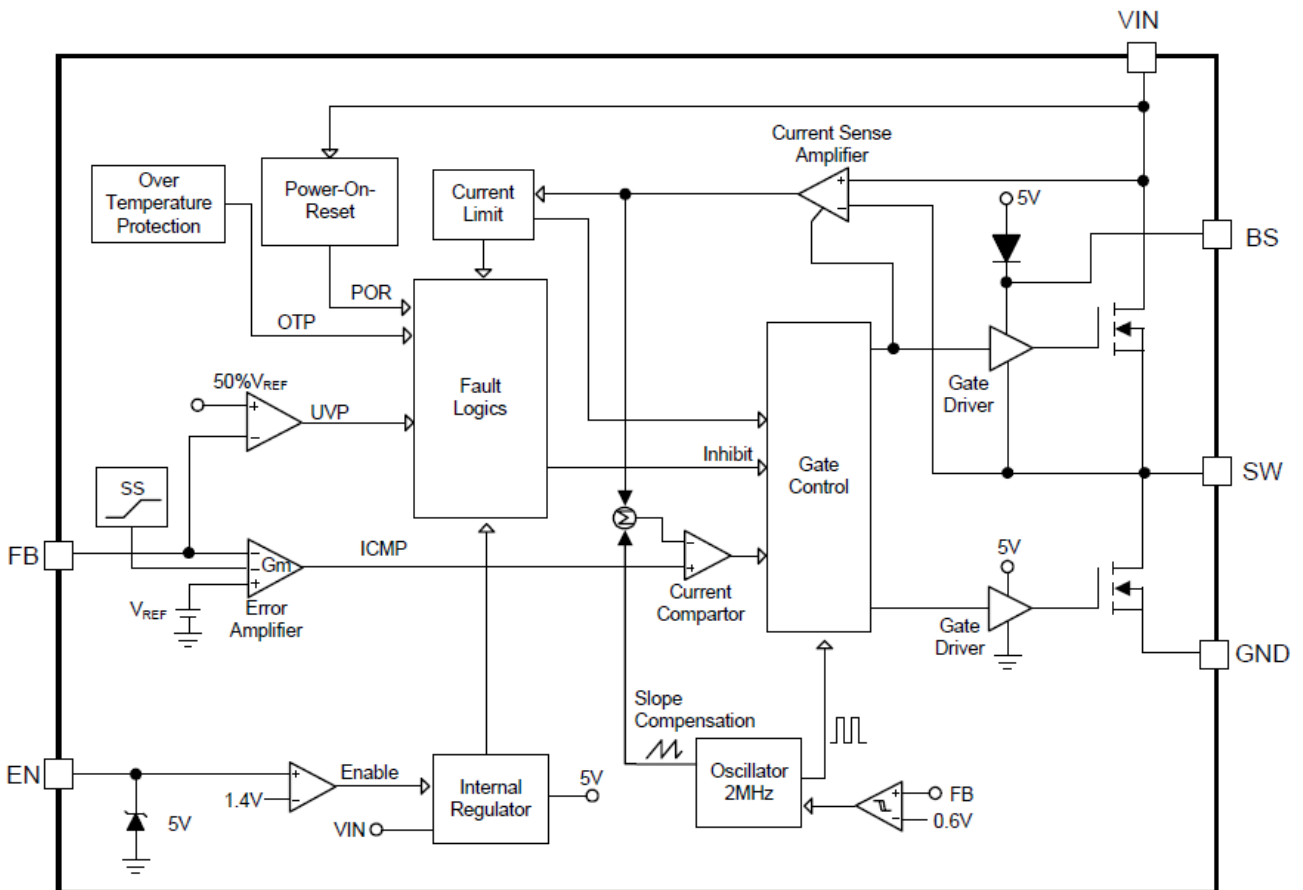 VIN
Current Sense
Amplifier
Over
Temperature
Protection
Power-On-
Reset
Current
Limit
+
−
5V
BS
POR
OTP
50%VREF
+
−
UVP
Fault
Logics
Gate
Driver
Inhibit
Gate
Control
SW
SS
FB
−
−
+
Gm
ICMP
Σ
−
+
Current
Compartor
5V
VREF
Error
Amplifier
Gate
Driver
GND
Slope
Compensation
EN
+
−
1.4V
Enable
Internal
Regulator
5V
Oscillator
2MHz
+
−
FB
0.6V
5V
VIN